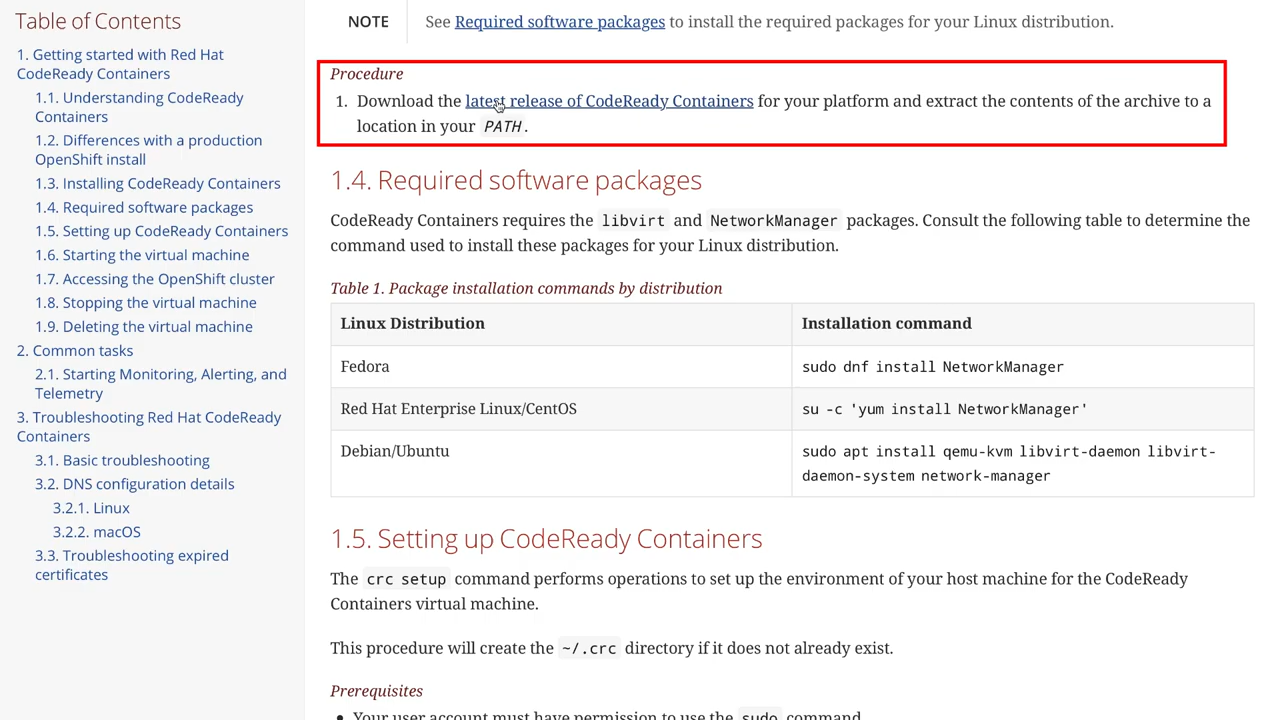 Table of Contents
1. Getting started with Red Hat
CodeReady Containers
1.1. Understanding CodeReady
Containers
1.2. Differences with a production
OpenShift install
1.3. Installing CodeReady Containers
1.4. Required software packages
1.5. Setting up CodeReady Containers
1.6. Starting the virtual machine
1.7. Accessing the OpenShift cluster
1.8. Stopping the virtual machine
1.9. Deleting the virtual machine
2. Common tasks
2.1. Starting Monitoring, Alerting, and
Telemetry
3. Troubleshooting Red Hat CodeReady
Containers
3.1. Basic troubleshooting
3.2. DNS configuration details
3.2.1. Linux
3.2.2. macOS
3.3. Troubleshooting expired
certificates
NOTE See Required software packages to install the required packages for your Linux distribution.
Procedure
1. Download the latest release of CodeReady Containers for your platform and extract the contents of the archive to a
location in your PATH.
1.4. Required software packages
CodeReady Containers requires the libvirt and NetworkManager packages. Consult the following table to determine the
command used to install these packages for your Linux distribution.
Table 1. Package installation commands by distribution
Linux Distribution Installation command
Fedora sudo dnf install NetworkManager
Red Hat Enterprise Linux/CentOS su -c 'yum install NetworkManager'
Debian/Ubuntu sudo apt install qemu-kvm libvirt-daemon libvirt-
daemon-system network-manager
1.5. Setting up CodeReady Containers
The crc setup command performs operations to set up the environment of your host machine for the CodeReady
Containers virtual machine.
This procedure will create the ~/.crc directory if it does not already exist.
Prerequisites
• Your user account must have permission to use the sudo command